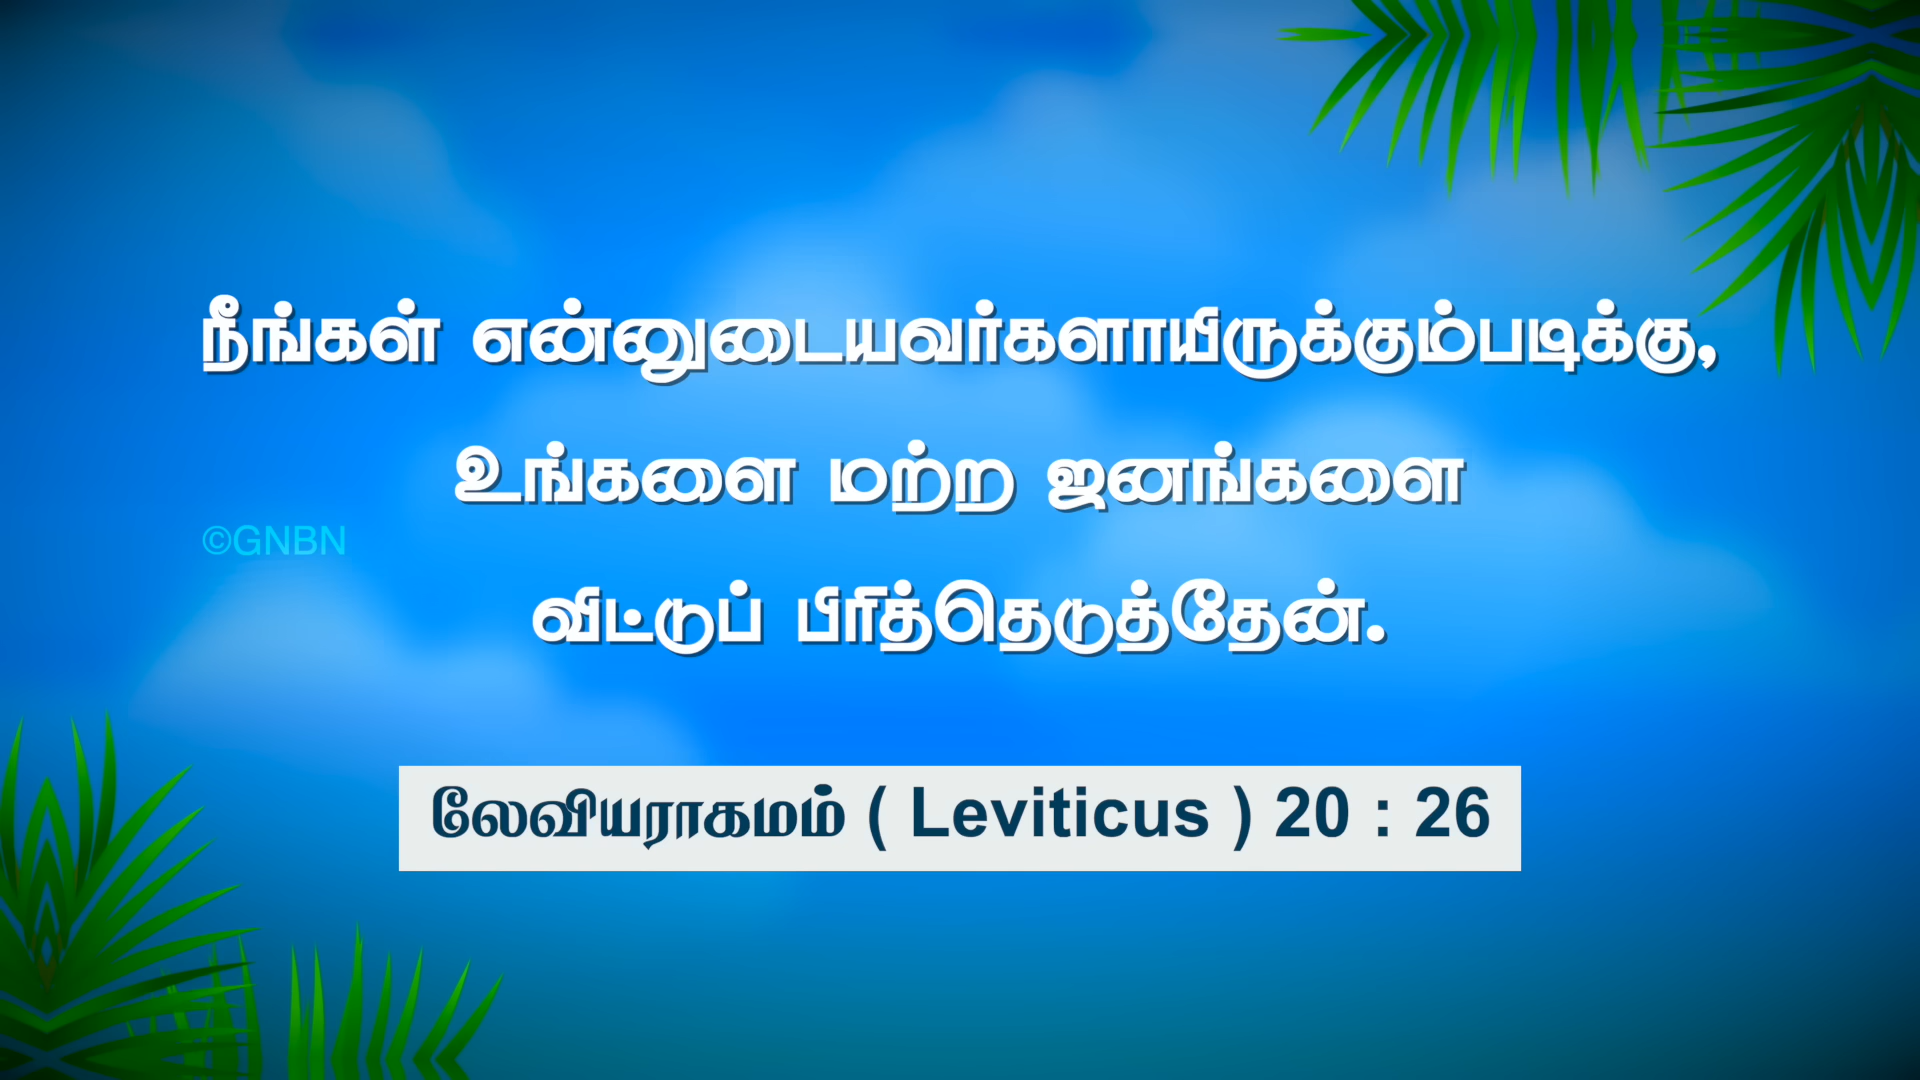 நீங்கள் என்னுடையவர்களாயிருக்கும்படிக்கு,
உங்களை மற்ற ஜனங்களை
©GNBN
விட்டுப் பிரித்தெடுத்தேன்.
லேவியராகமம் ( Leviticus ) 20 : 26